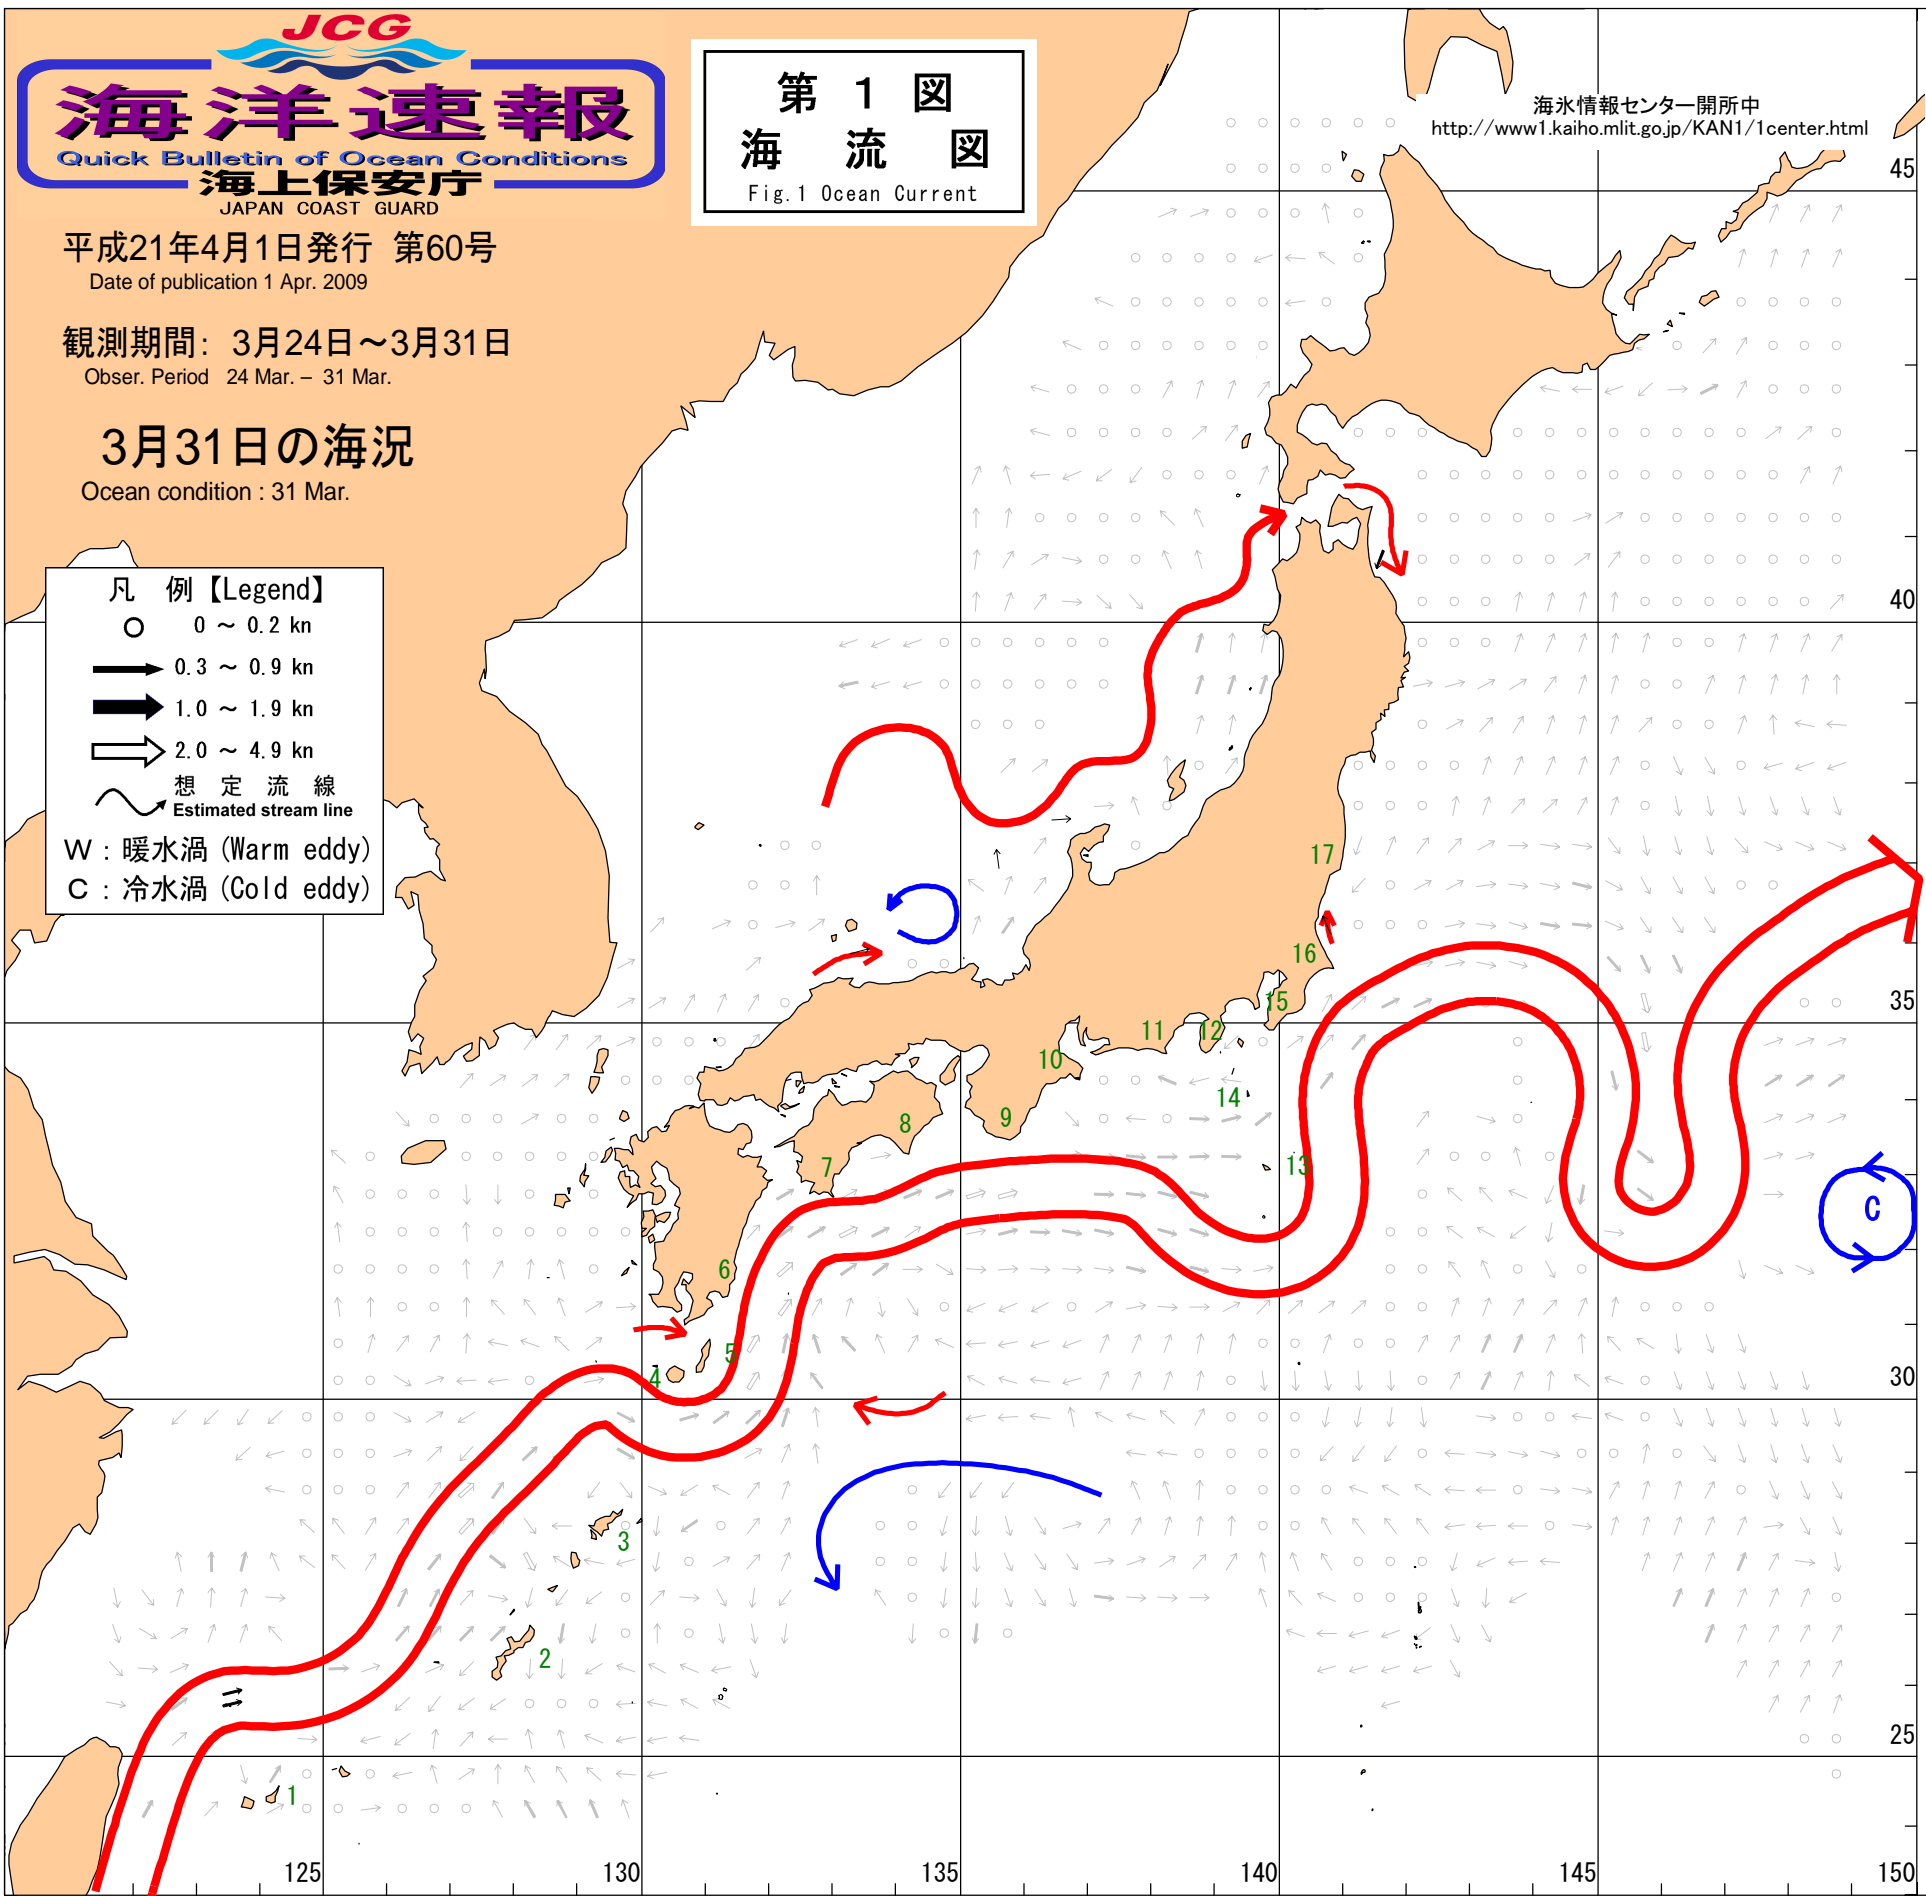 JCG
海洋速報
Quick Bulletin of Ocean Conditions
海上保安庁
JAPAN COAST GUARD
平成21年4月1日発行 第60号
Date of publication 1 Apr. 2009
観測期間: 3月24日～3月31日
Obser. Period 24 Mar. – 31 Mar.
3月31日の海況
Ocean condition : 31 Mar.
第 1 図
海 流 図
Fig.1 Ocean Current
海氷情報センター開所中
http://www1.kaiho.mlit.go.jp/KAN1/1center.html
凡 例【Legend】
0 ～ 0.2 kn
0.3 ～ 0.9 kn
1.0 ～ 1.9 kn
2.0 ～ 4.9 kn
想 定 流 線
Estimated stream line
W : 暖水渦 (Warm eddy)
C : 冷水渦 (Cold eddy)
45
40
17
16
35
15
11
12
10
14
9
8
7
13
C
6
5
4
30
3
2
25
1
125
130
135
140
145
150